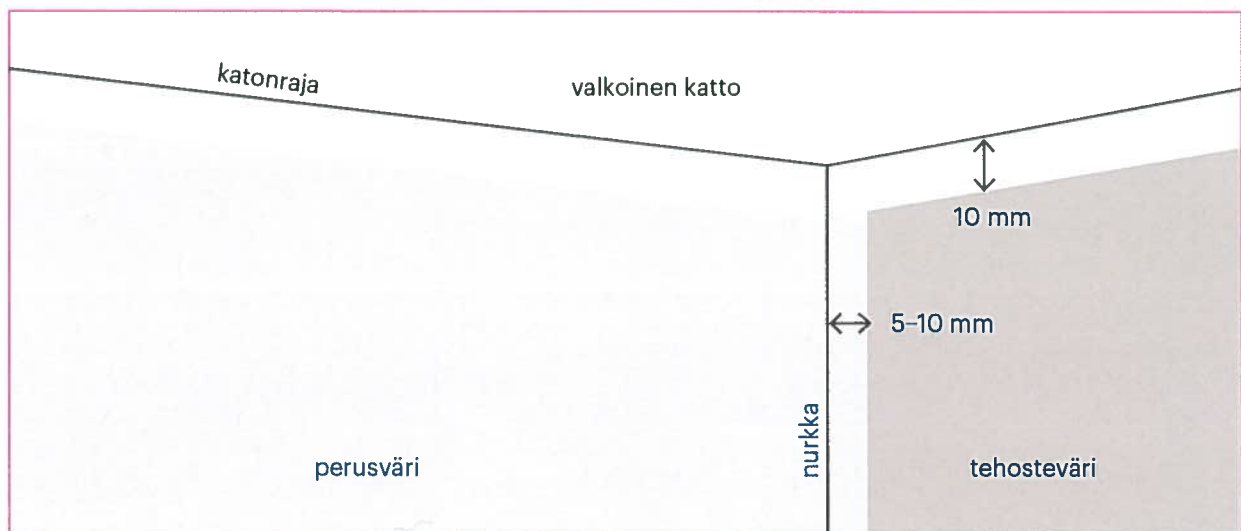 katonraja
valkoinen katto
10 mm
5–10 mm
nurkka
perusväri
tehosteväri